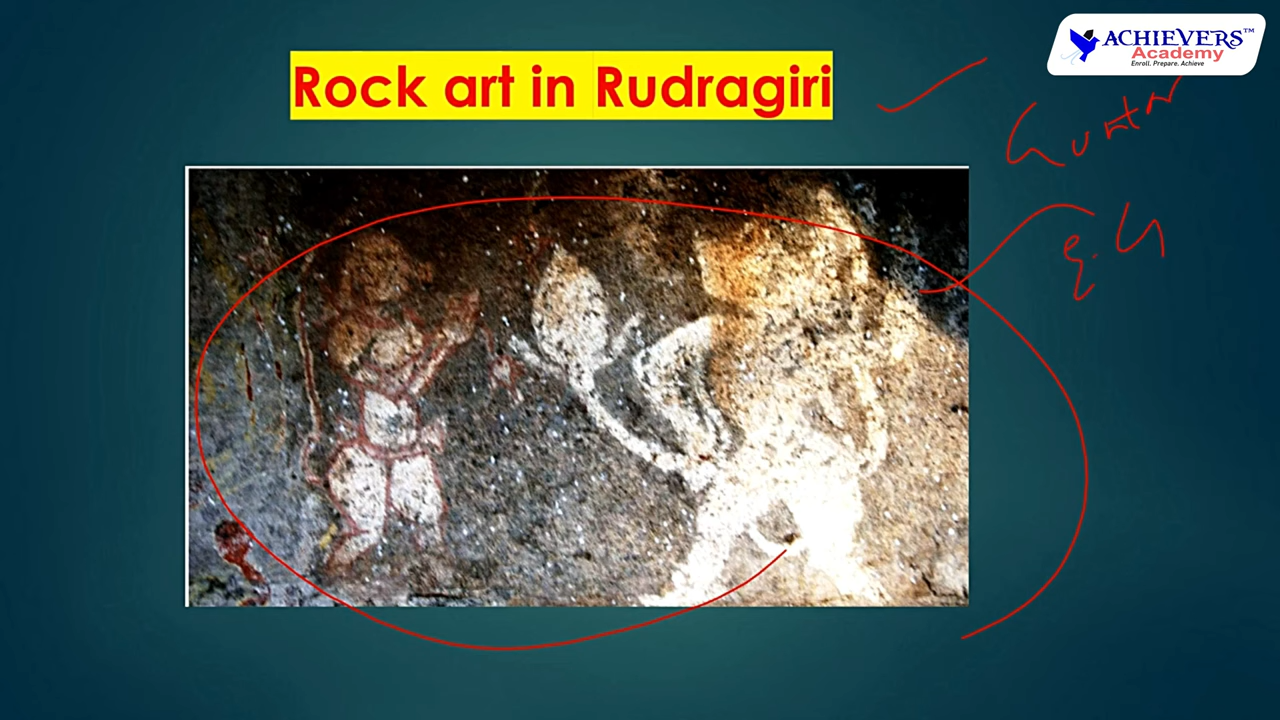 ACHIEVERS™
Academy
Enroll. Prepare. Achieve
Rock art in Rudragiri